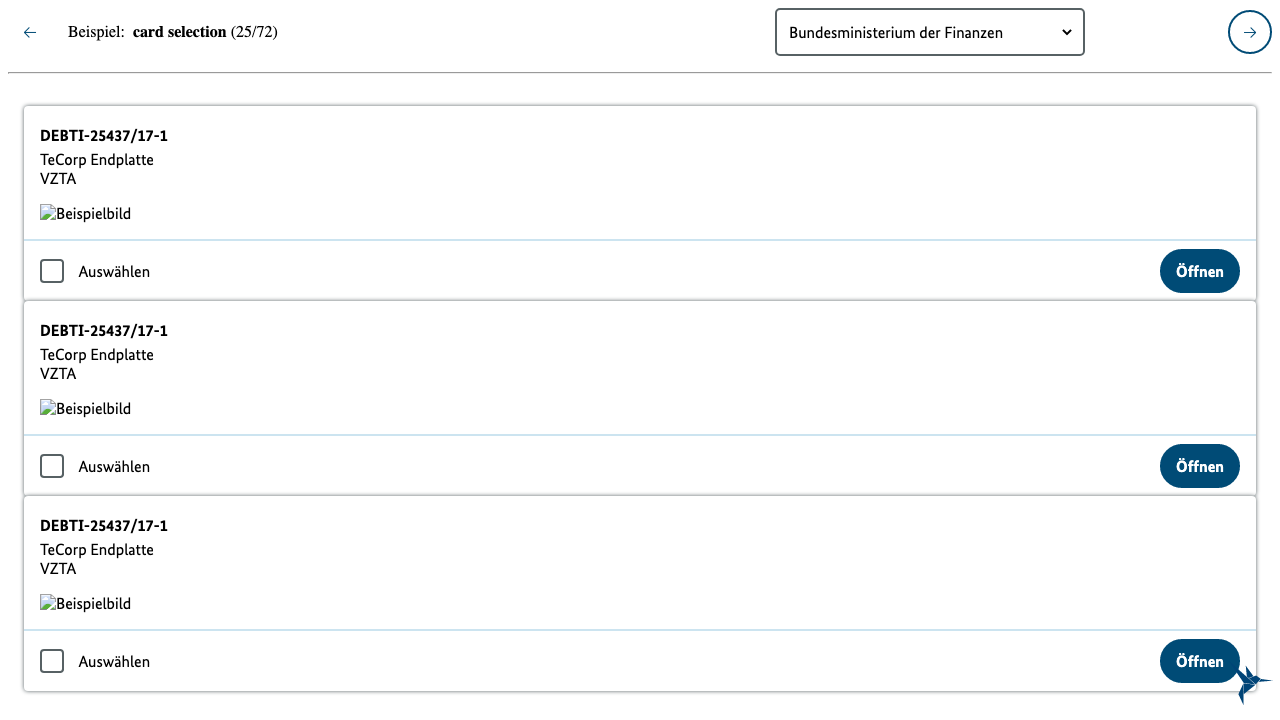 Beispiel: card selection (25/72)
Bundesministerium der Finanzen
DEBTI-25437/17-1
TeCorp Endplatte
VZTA
Beispielbild
Auswählen
Öffnen
DEBTI-25437/17-1
TeCorp Endplatte
VZTA
Beispielbild
Auswählen
Öffnen
DEBTI-25437/17-1
TeCorp Endplatte
VZTA
Beispielbild
Auswählen
Öffnen